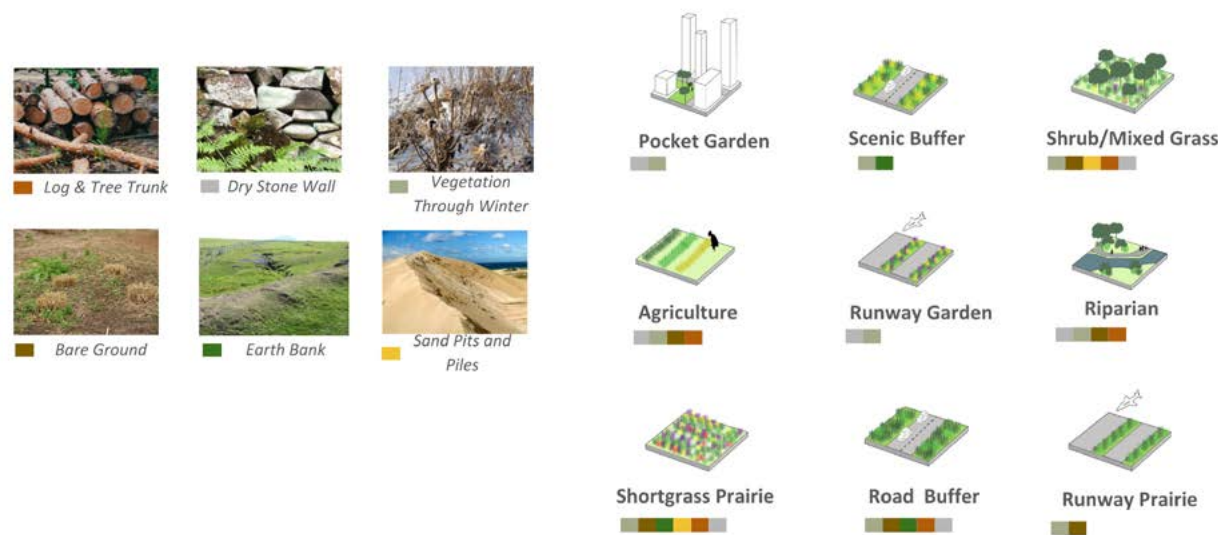 Log & Tree Trunk
Dry Stone Wall
Vegetation
Through Winter
Bare Ground
Earth Bank
Sand Pits and
Piles
Pocket Garden
Scenic Buffer
Shrub/Mixed Grass
Agriculture
Runway Garden
Riparian
Shortgrass Prairie
Road Buffer
Runway Prairie